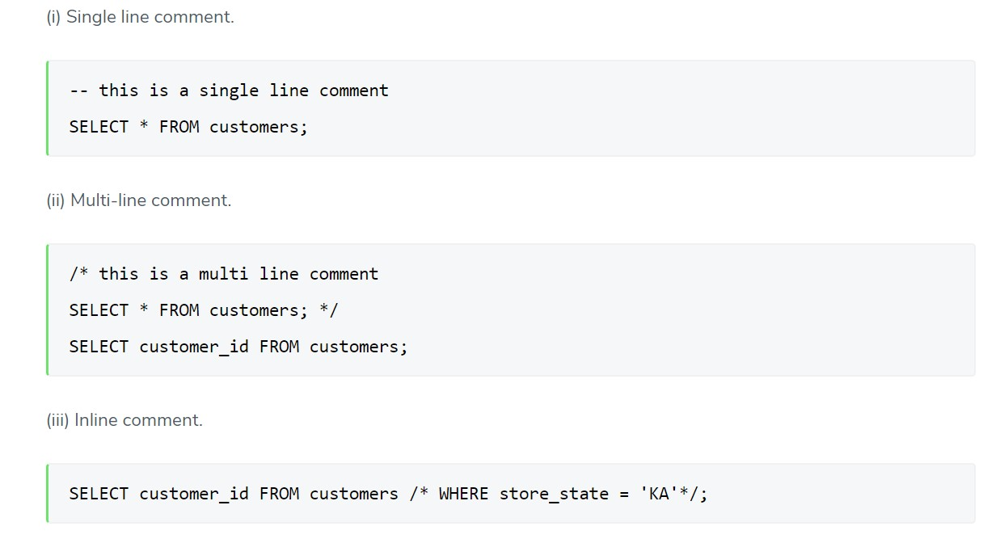 (i) Single line comment.
-- this is a single line comment
SELECT * FROM customers;
(ii) Multi-line comment.
/* this is a multi line comment
SELECT * FROM customers; */
SELECT customer_id FROM customers;
(iii) Inline comment.
SELECT customer_id FROM customers /* WHERE store_state = 'KA'*/;